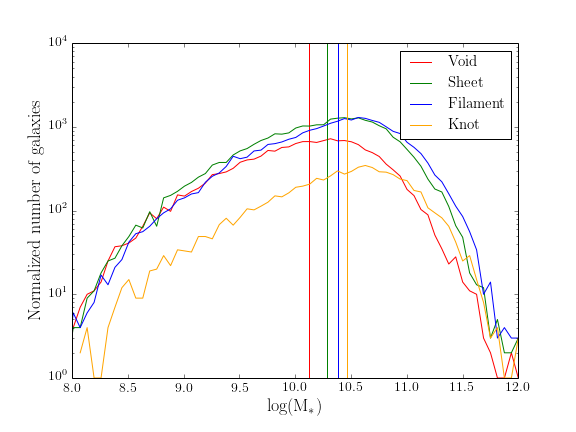 10⁴
10³
10²
10¹
10⁰
Normalized number of galaxies
Void
Sheet
Filament
Knot
8.0 8.5 9.0 9.5 10.0 10.5 11.0 11.5 12.0
log(M∗)